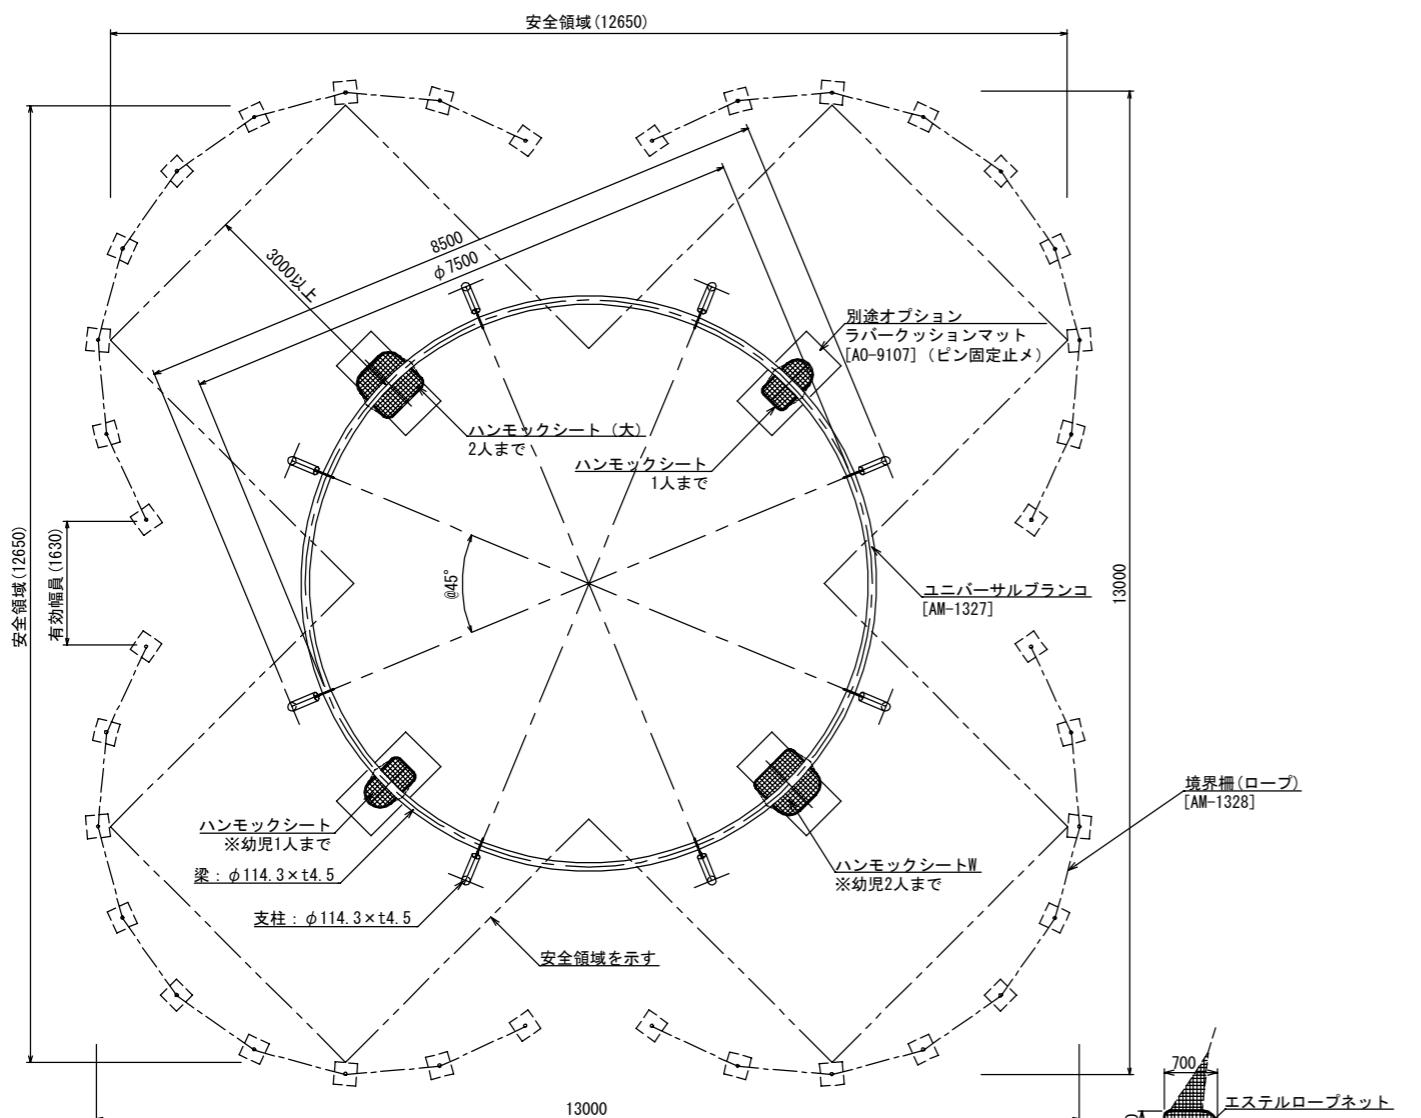 安全領域(12650)
8500
φ7500
3000以上
別途オプション
ラバークッションマット
[AO-9107](ピン固定止メ)
ハンモックシート(大)
2人まで
ハンモックシート
1人まで
安全領域(12650)
有効幅員(1630)
@45°
ユニバーサルブランコ
[AM-1327]
13000
境界柵(ロープ)
[AM-1328]
ハンモックシート
※幼児1人まで
梁:φ114.3×t4.5
支柱:φ114.3×t4.5
ハンモックシートW
※幼児2人まで
安全領域を示す
700
エステルロープネット
13000